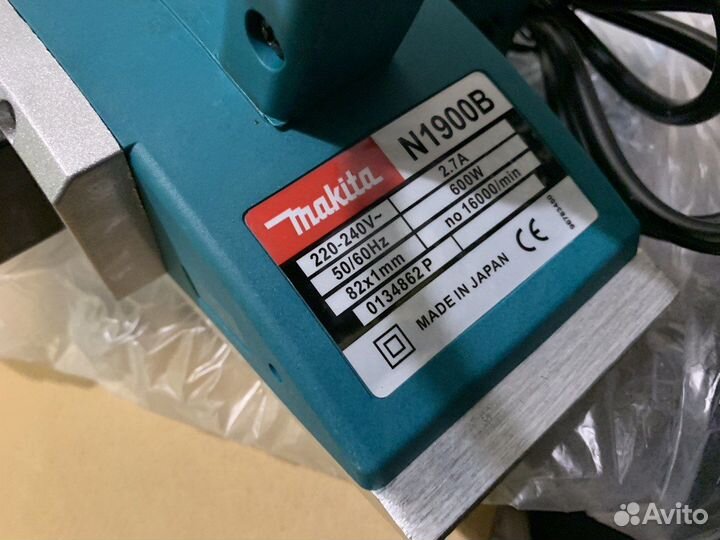 makita N1900B
220-240V~ 2.7A
50/60Hz 600W
82x1mm no 16000/min
0134862 P
MADE IN JAPAN CE
Avito